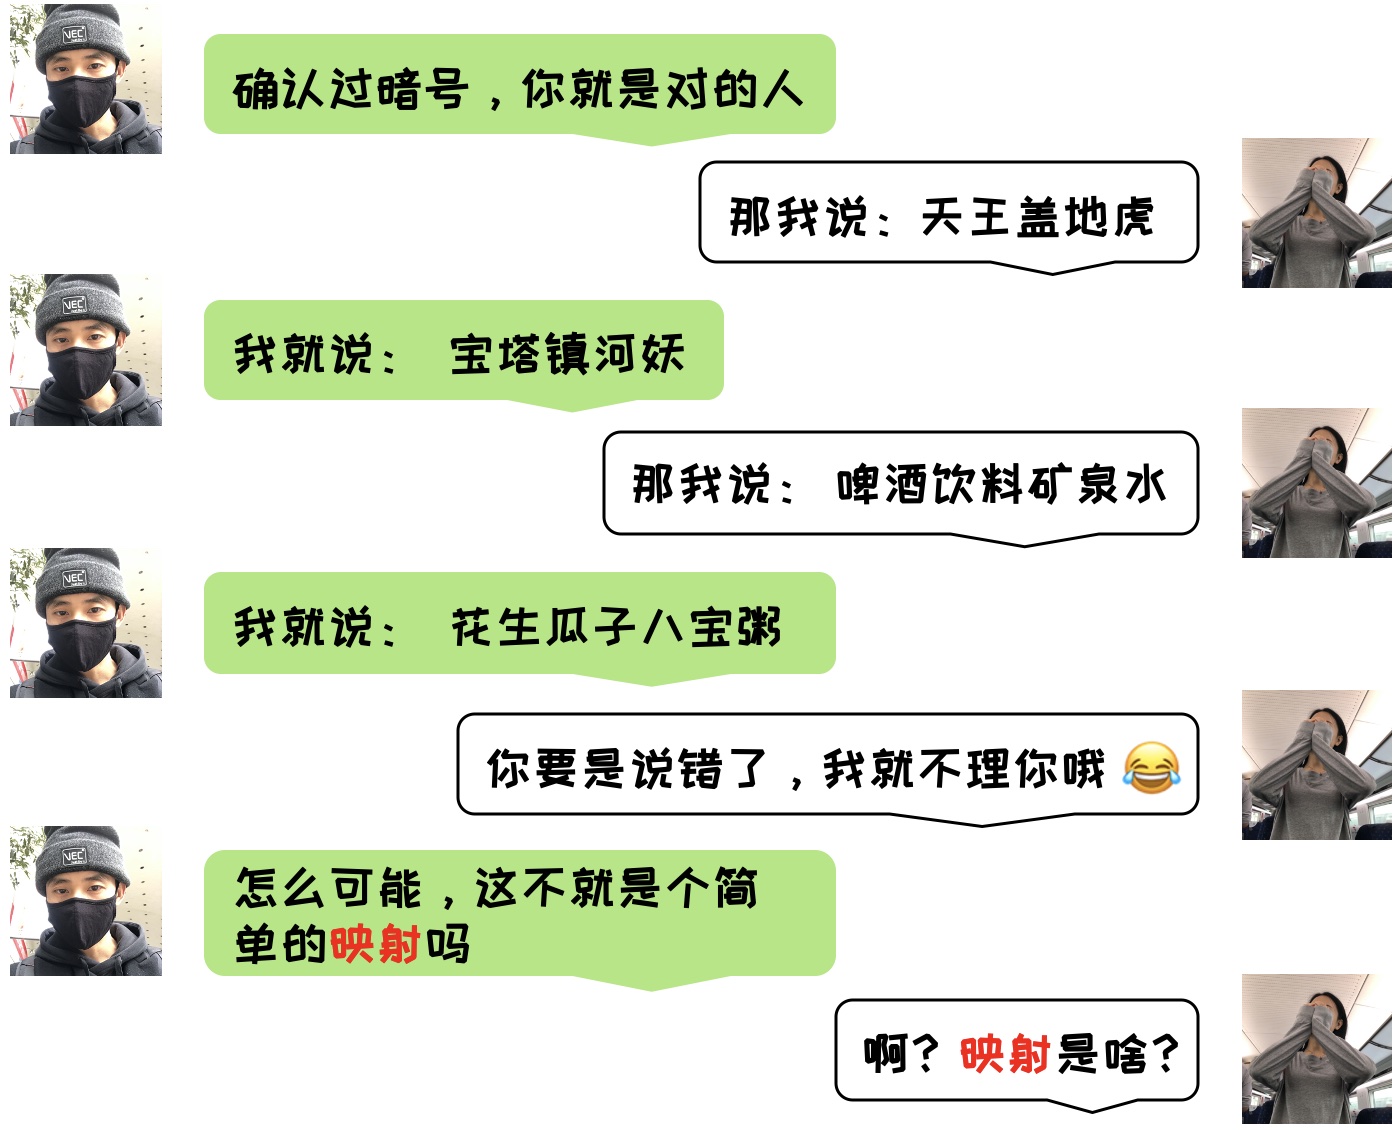 确认过暗号，你就是对的人
那我说：天王盖地虎
我就说： 宝塔镇河妖
那我说： 啤酒饮料矿泉水
我就说： 花生瓜子八宝粥
你要是说错了，我就不理你哦 😂
怎么可能，这不就是个简
单的映射吗
啊？映射是啥？
VEC
VEC
VEC
VEC